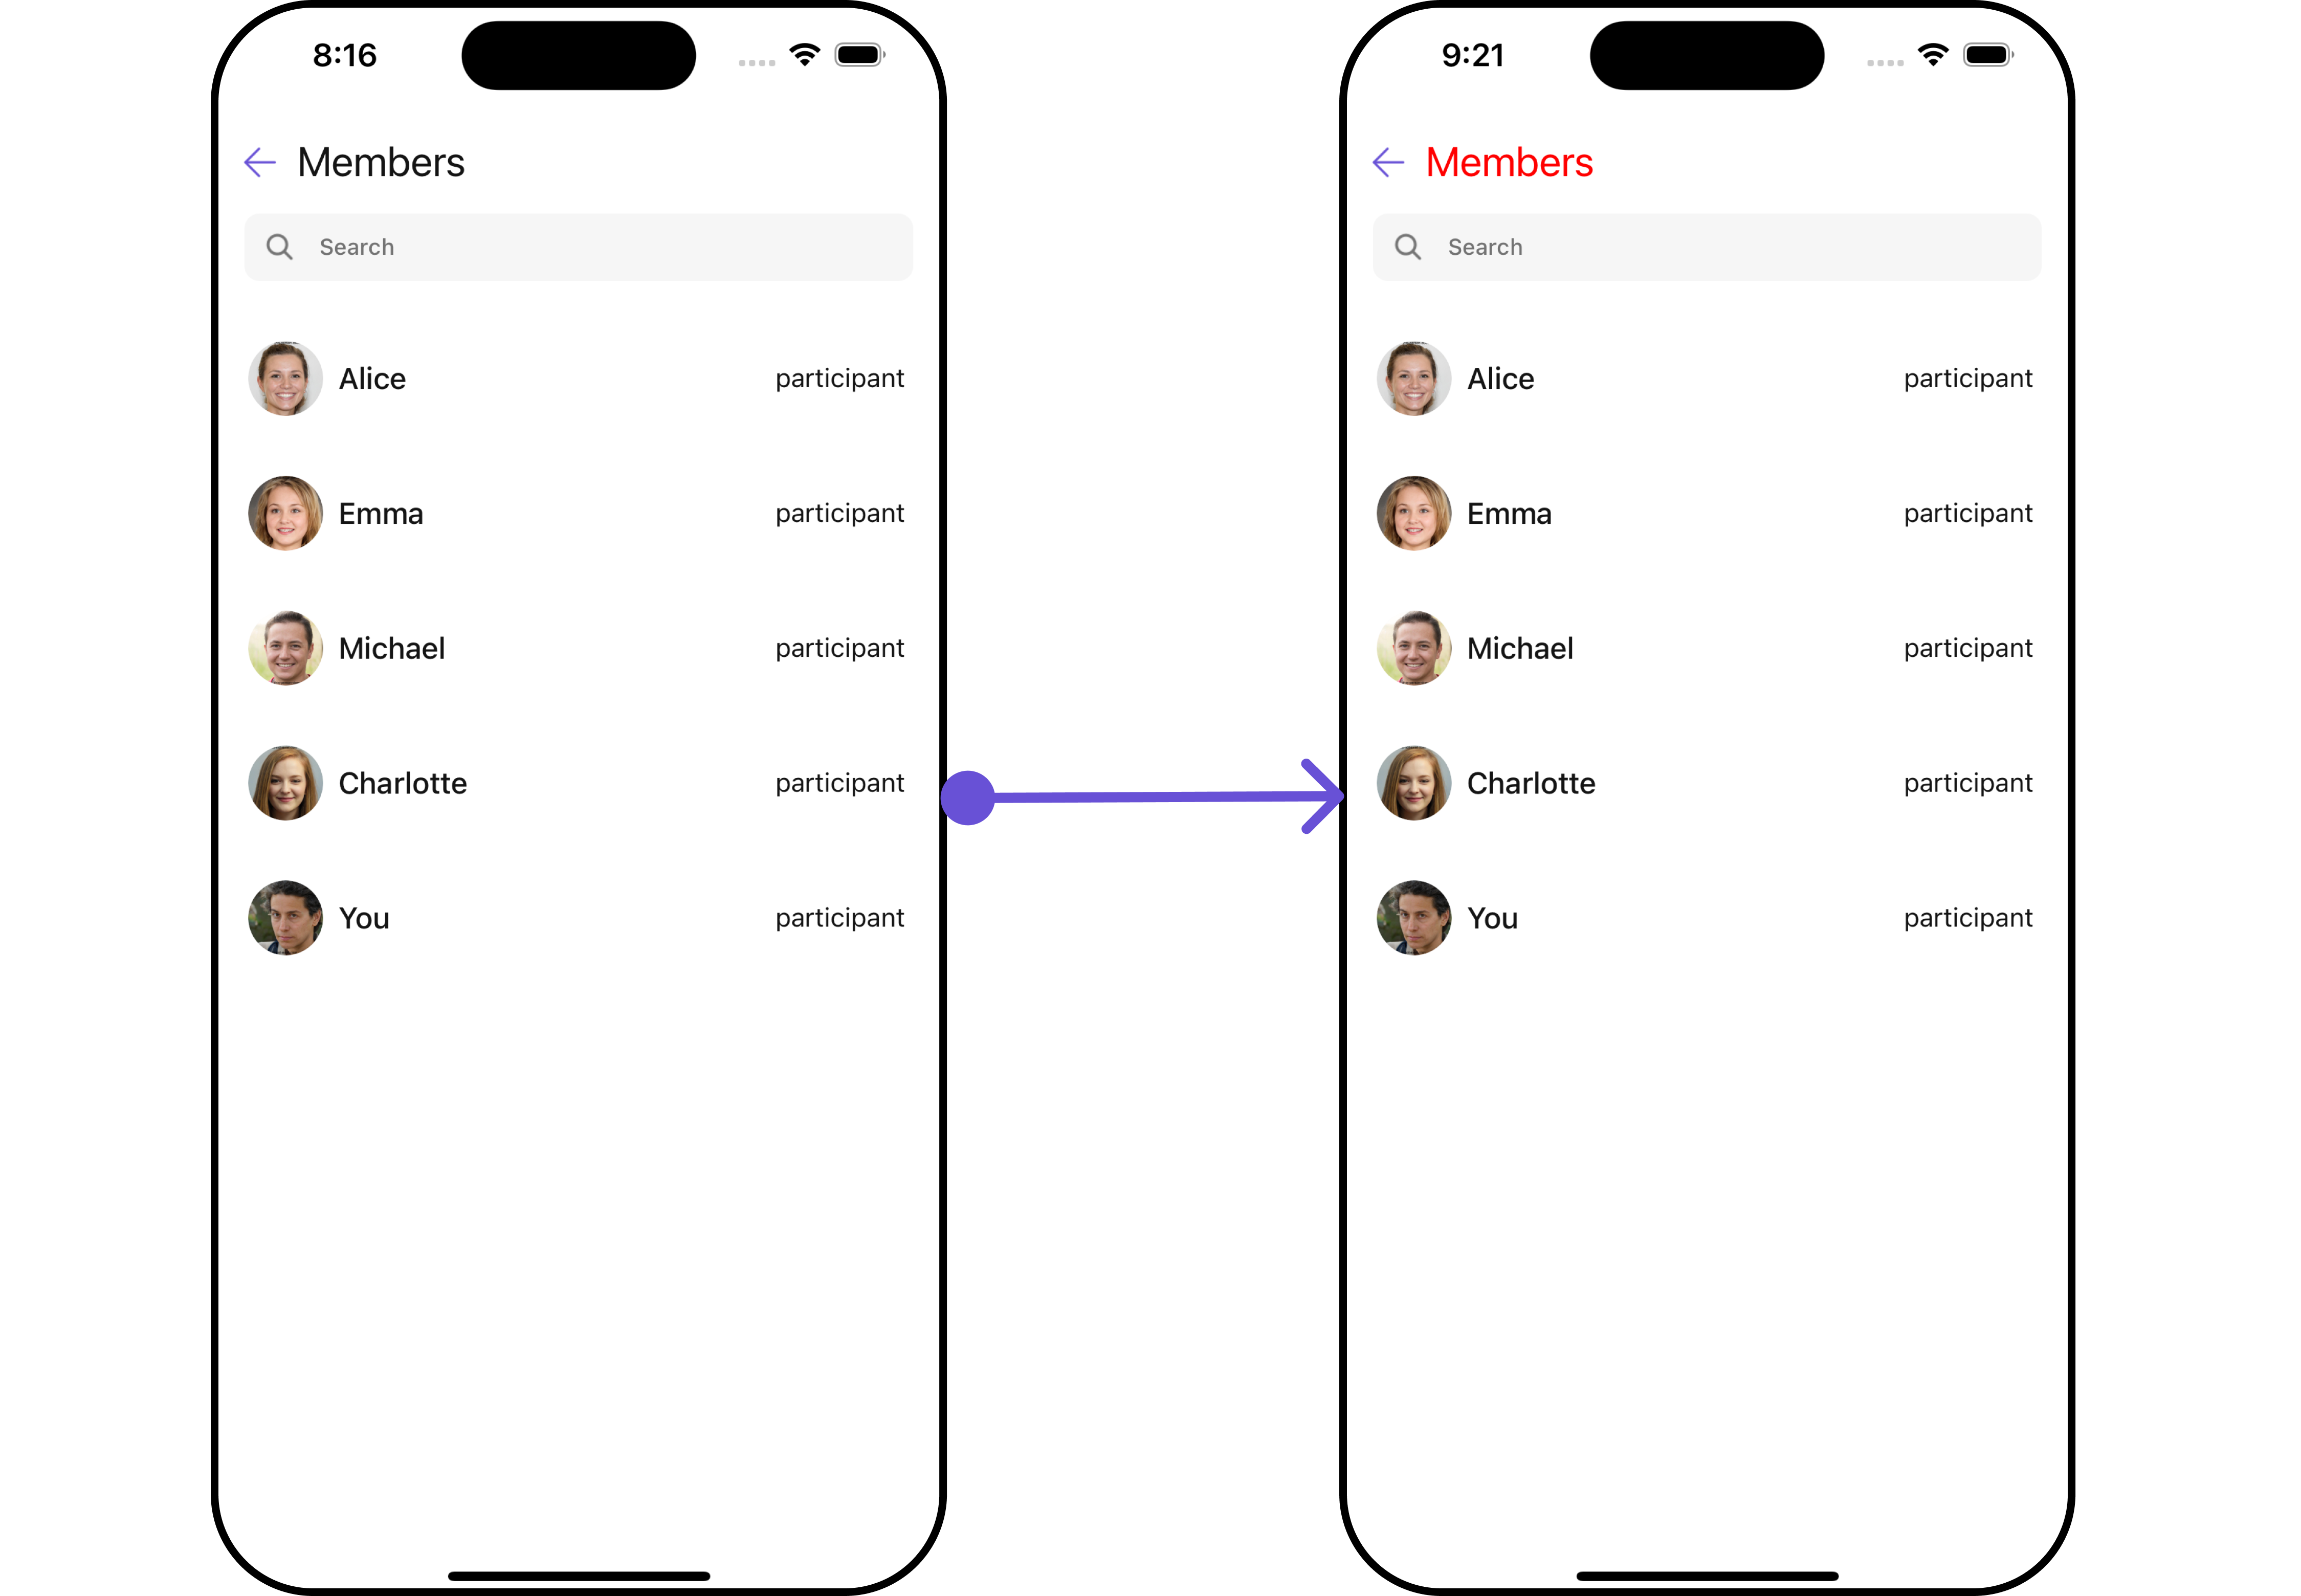 8:16
Members
Search
Alice participant
Emma participant
Michael participant
Charlotte participant
You participant
9:21
Members
Search
Alice participant
Emma participant
Michael participant
Charlotte participant
You participant